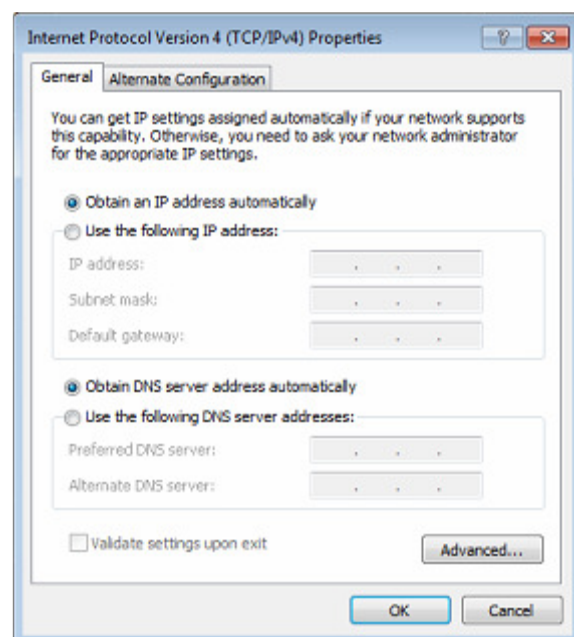 Internet Protocol Version 4 (TCP/IPv4) Properties
General
Alternate Configuration
You can get IP settings assigned automatically if your network supports
this capability. Otherwise, you need to ask your network administrator
for the appropriate IP settings.
Obtain an IP address automatically
Use the following IP address:
IP address:
Subnet mask:
Default gateway:
Obtain DNS server address automatically
Use the following DNS server addresses:
Preferred DNS server:
Alternate DNS server:
Validate settings upon exit
Advanced...
OK
Cancel